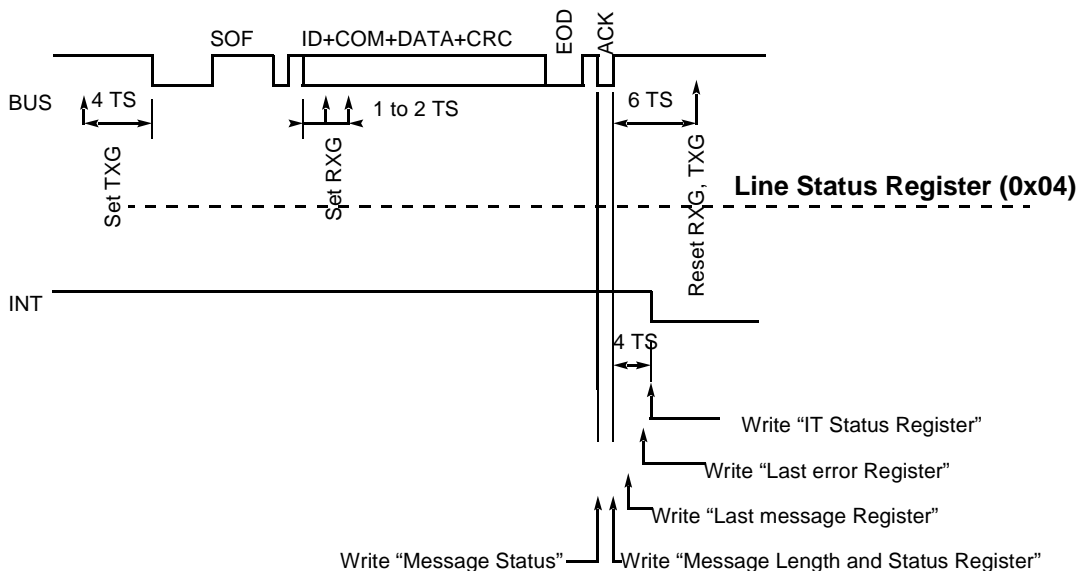 SOF
ID+COM+DATA+CRC
EOD
ACK
BUS
4 TS
1 to 2 TS
6 TS
Set TXG
Set RXG
Reset RXG, TXG
Line Status Register (0x04)
INT
4 TS
Write “IT Status Register”
Write “Last error Register”
Write “Last message Register”
Write “Message Status”
Write “Message Length and Status Register”